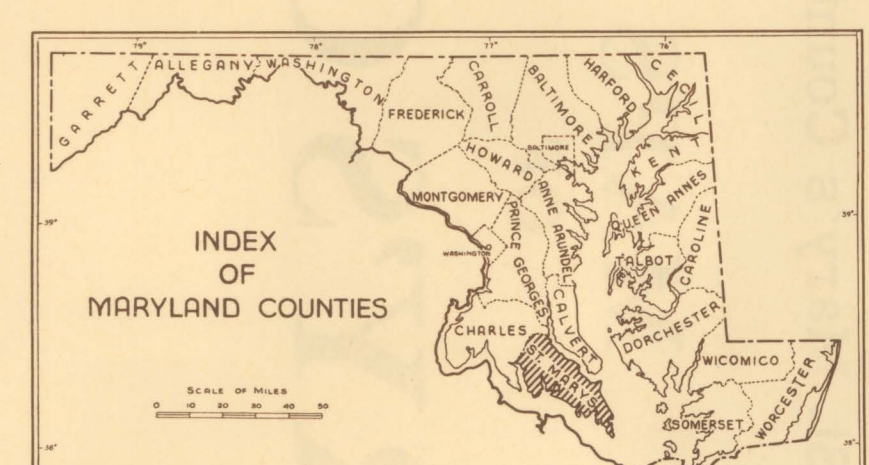 79°
78°
77°
76°
GARRETT
ALLEGANY
WASHINGTON
FREDERICK
CARROLL
BALTIMORE
HARFORD
CECIL
BALTIMORE
KENT
HOWARD
MONTGOMERY
ANNE ARUNDEL
QUEEN ANNES
39°
39°
PRINCE GEORGES
CAROLINE
INDEX
OF
MARYLAND COUNTIES
WASHINGTON
TALBOT
CALVERT
CHARLES
DORCHESTER
ST. MARYS
WICOMICO
WORCESTER
SOMERSET
SCALE OF MILES
0 10 20 30 40 50
38°
38°